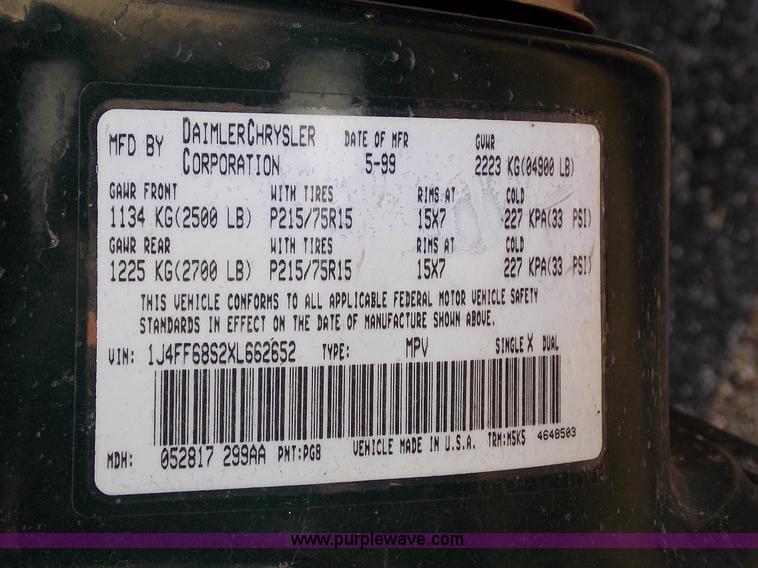 MFD BY DAIMLERCHRYSLER CORPORATION DATE OF MFR 5-99 GVWR 2223 KG(04900 LB)
GAWR FRONT WITH TIRES RIMS AT COLD
1134 KG(2500 LB) P215/75R15 15X7 227 KPA(33 PSI)
GAWR REAR WITH TIRES RIMS AT COLD
1225 KG(2700 LB) P215/75R15 15X7 227 KPA(33 PSI)
THIS VEHICLE CONFORMS TO ALL APPLICABLE FEDERAL MOTOR VEHICLE SAFETY
STANDARDS IN EFFECT ON THE DATE OF MANUFACTURE SHOWN ABOVE.
VIN: 1J4FF68S2XL662652 TYPE: MPV SINGLE X DUAL
MDH: 052817 299AA PNT:PG8 VEHICLE MADE IN U.S.A. TRM:M5K5 4648503
www.purplewave.com